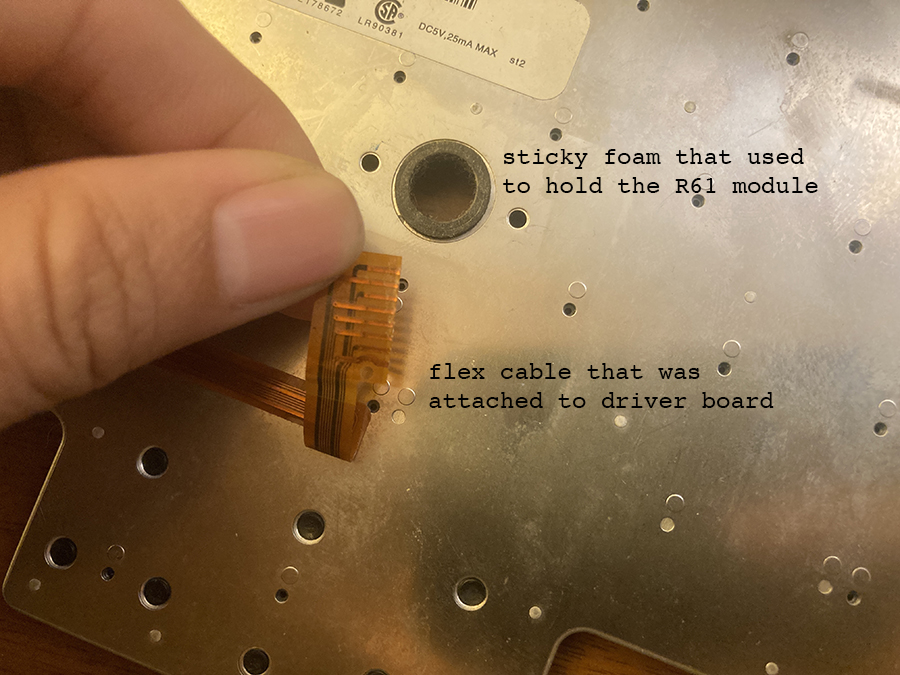 E178672
LR90381
DC5V,25mA MAX
st2
sticky foam that used
to hold the R61 module
flex cable that was
attached to driver board